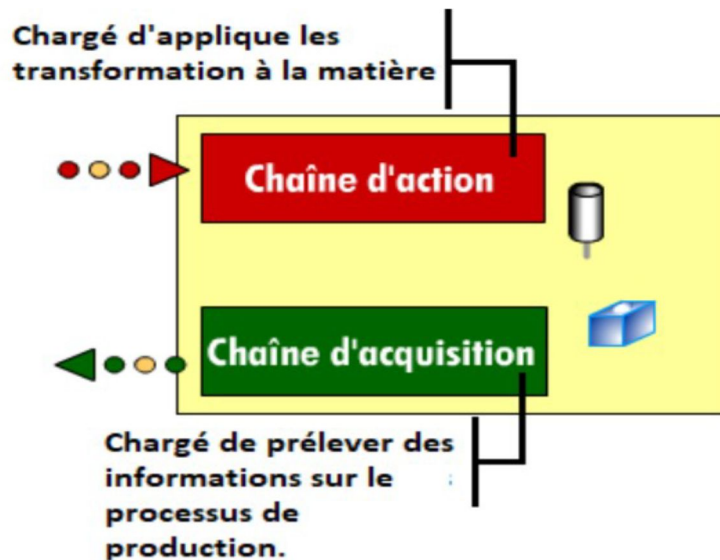 Chargé d'applique les
transformation à la matière
Chaîne d'action
Chaîne d'acquisition
Chargé de prélever des
informations sur le
processus de
production.